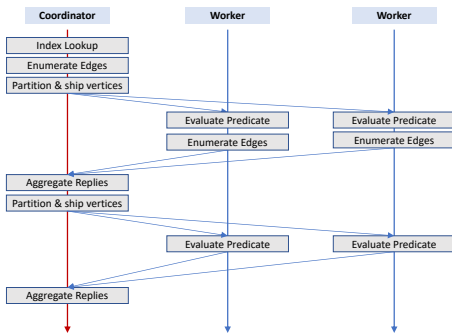 Coordinator Worker Worker
Index Lookup
Enumerate Edges
Partition & ship vertices
Evaluate Predicate Evaluate Predicate
Enumerate Edges Enumerate Edges
Aggregate Replies
Partition & ship vertices
Evaluate Predicate Evaluate Predicate
Aggregate Replies